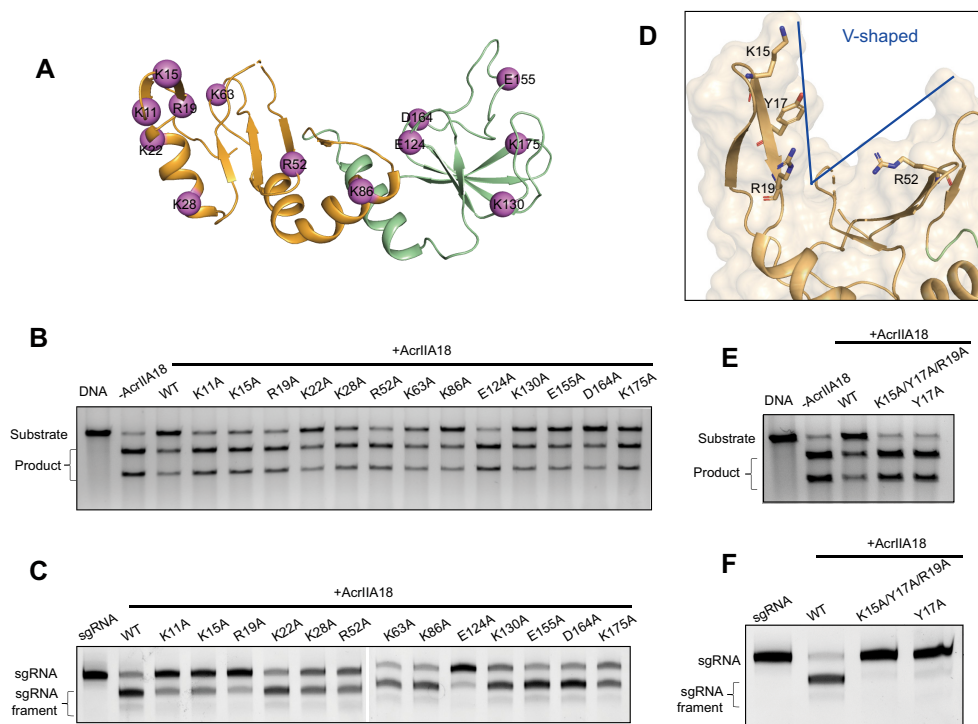 A
K15
K63
E155
K11
R19
D164
K22
E124
K175
R52
K86
K28
K130
D
V-shaped
K15
Y17
R19
R52
B
+AcrIIA18
DNA
-AcrIIA18
WT
K11A
K15A
R19A
K22A
K28A
R52A
K63A
K86A
E124A
K130A
E155A
D164A
K175A
Substrate
Product
E
+AcrIIA18
DNA
-AcrIIA18
WT
K15A/Y17A/R19A
Y17A
Substrate
Product
C
+AcrIIA18
sgRNA
WT
K11A
K15A
R19A
K22A
K28A
R52A
K63A
K86A
E124A
K130A
E155A
D164A
K175A
sgRNA
sgRNA
frament
F
+AcrIIA18
sgRNA
WT
K15A/Y17A/R19A
Y17A
sgRNA
sgRNA
frament